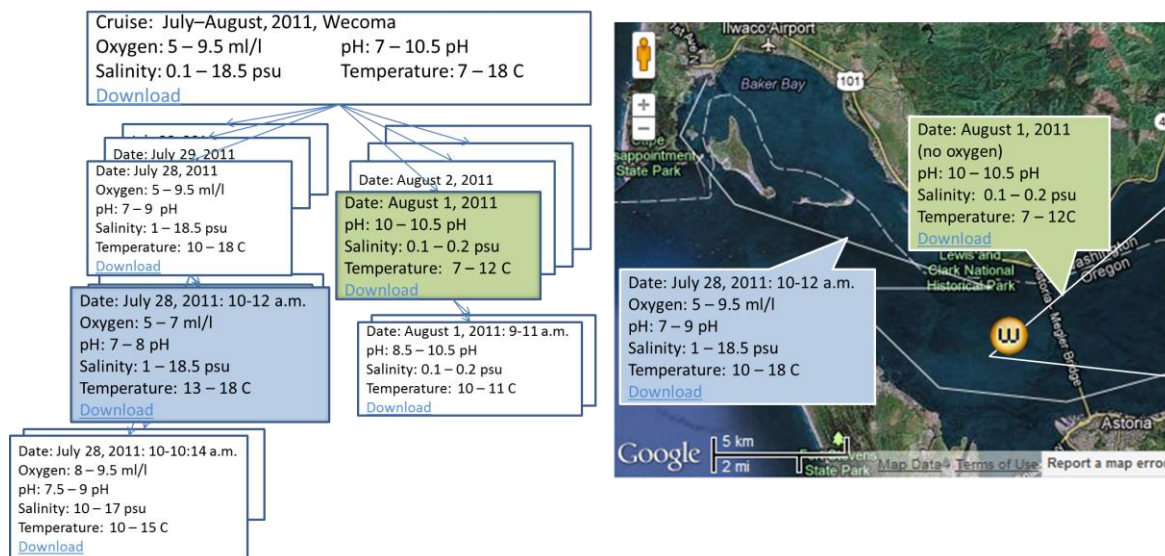 Cruise: July–August, 2011, Wecoma
Oxygen: 5 – 9.5 ml/l pH: 7 – 10.5 pH
Salinity: 0.1 – 18.5 psu Temperature: 7 – 18 C
Download
Date: July 29, 2011
Date: July 28, 2011
Oxygen: 5 – 9.5 ml/l
pH: 7 – 9 pH
Salinity: 1 – 18.5 psu
Temperature: 10 – 18 C
Download
Date: July 28, 2011: 10-12 a.m.
Oxygen: 5 – 7 ml/l
pH: 7 – 8 pH
Salinity: 1 – 18.5 psu
Temperature: 13 – 18 C
Download
Date: July 28, 2011: 10-10:14 a.m.
Oxygen: 8 – 9.5 ml/l
pH: 7.5 – 9 pH
Salinity: 10 – 17 psu
Temperature: 10 – 15 C
Download
Date: August 2, 2011
Date: August 1, 2011
pH: 10 – 10.5 pH
Salinity: 0.1 – 0.2 psu
Temperature: 7 – 12 C
Download
Date: August 1, 2011: 9-11 a.m.
pH: 8.5 – 10.5 pH
Salinity: 0.1 – 0.2 psu
Temperature: 10 – 11 C
Download
1st Ave N
Ilwaco Airport
Baker Bay
101
4
sappointment
State Park
Date: August 1, 2011
(no oxygen)
pH: 10 – 10.5 pH
Salinity: 0.1 – 0.2 psu
Temperature: 7 – 12C
Download
Lewis and
Clark National
Historical Park
Washington
Oregon
Astoria - Megler Bridge
W
Date: July 28, 2011: 10-12 a.m.
Oxygen: 5 – 9.5 ml/l
pH: 7 – 9 pH
Salinity: 1 – 18.5 psu
Temperature: 10 – 18 C
Download
Astoria
Google
5 km
2 mi
State Park
Map Data - Terms of Use
Report a map error